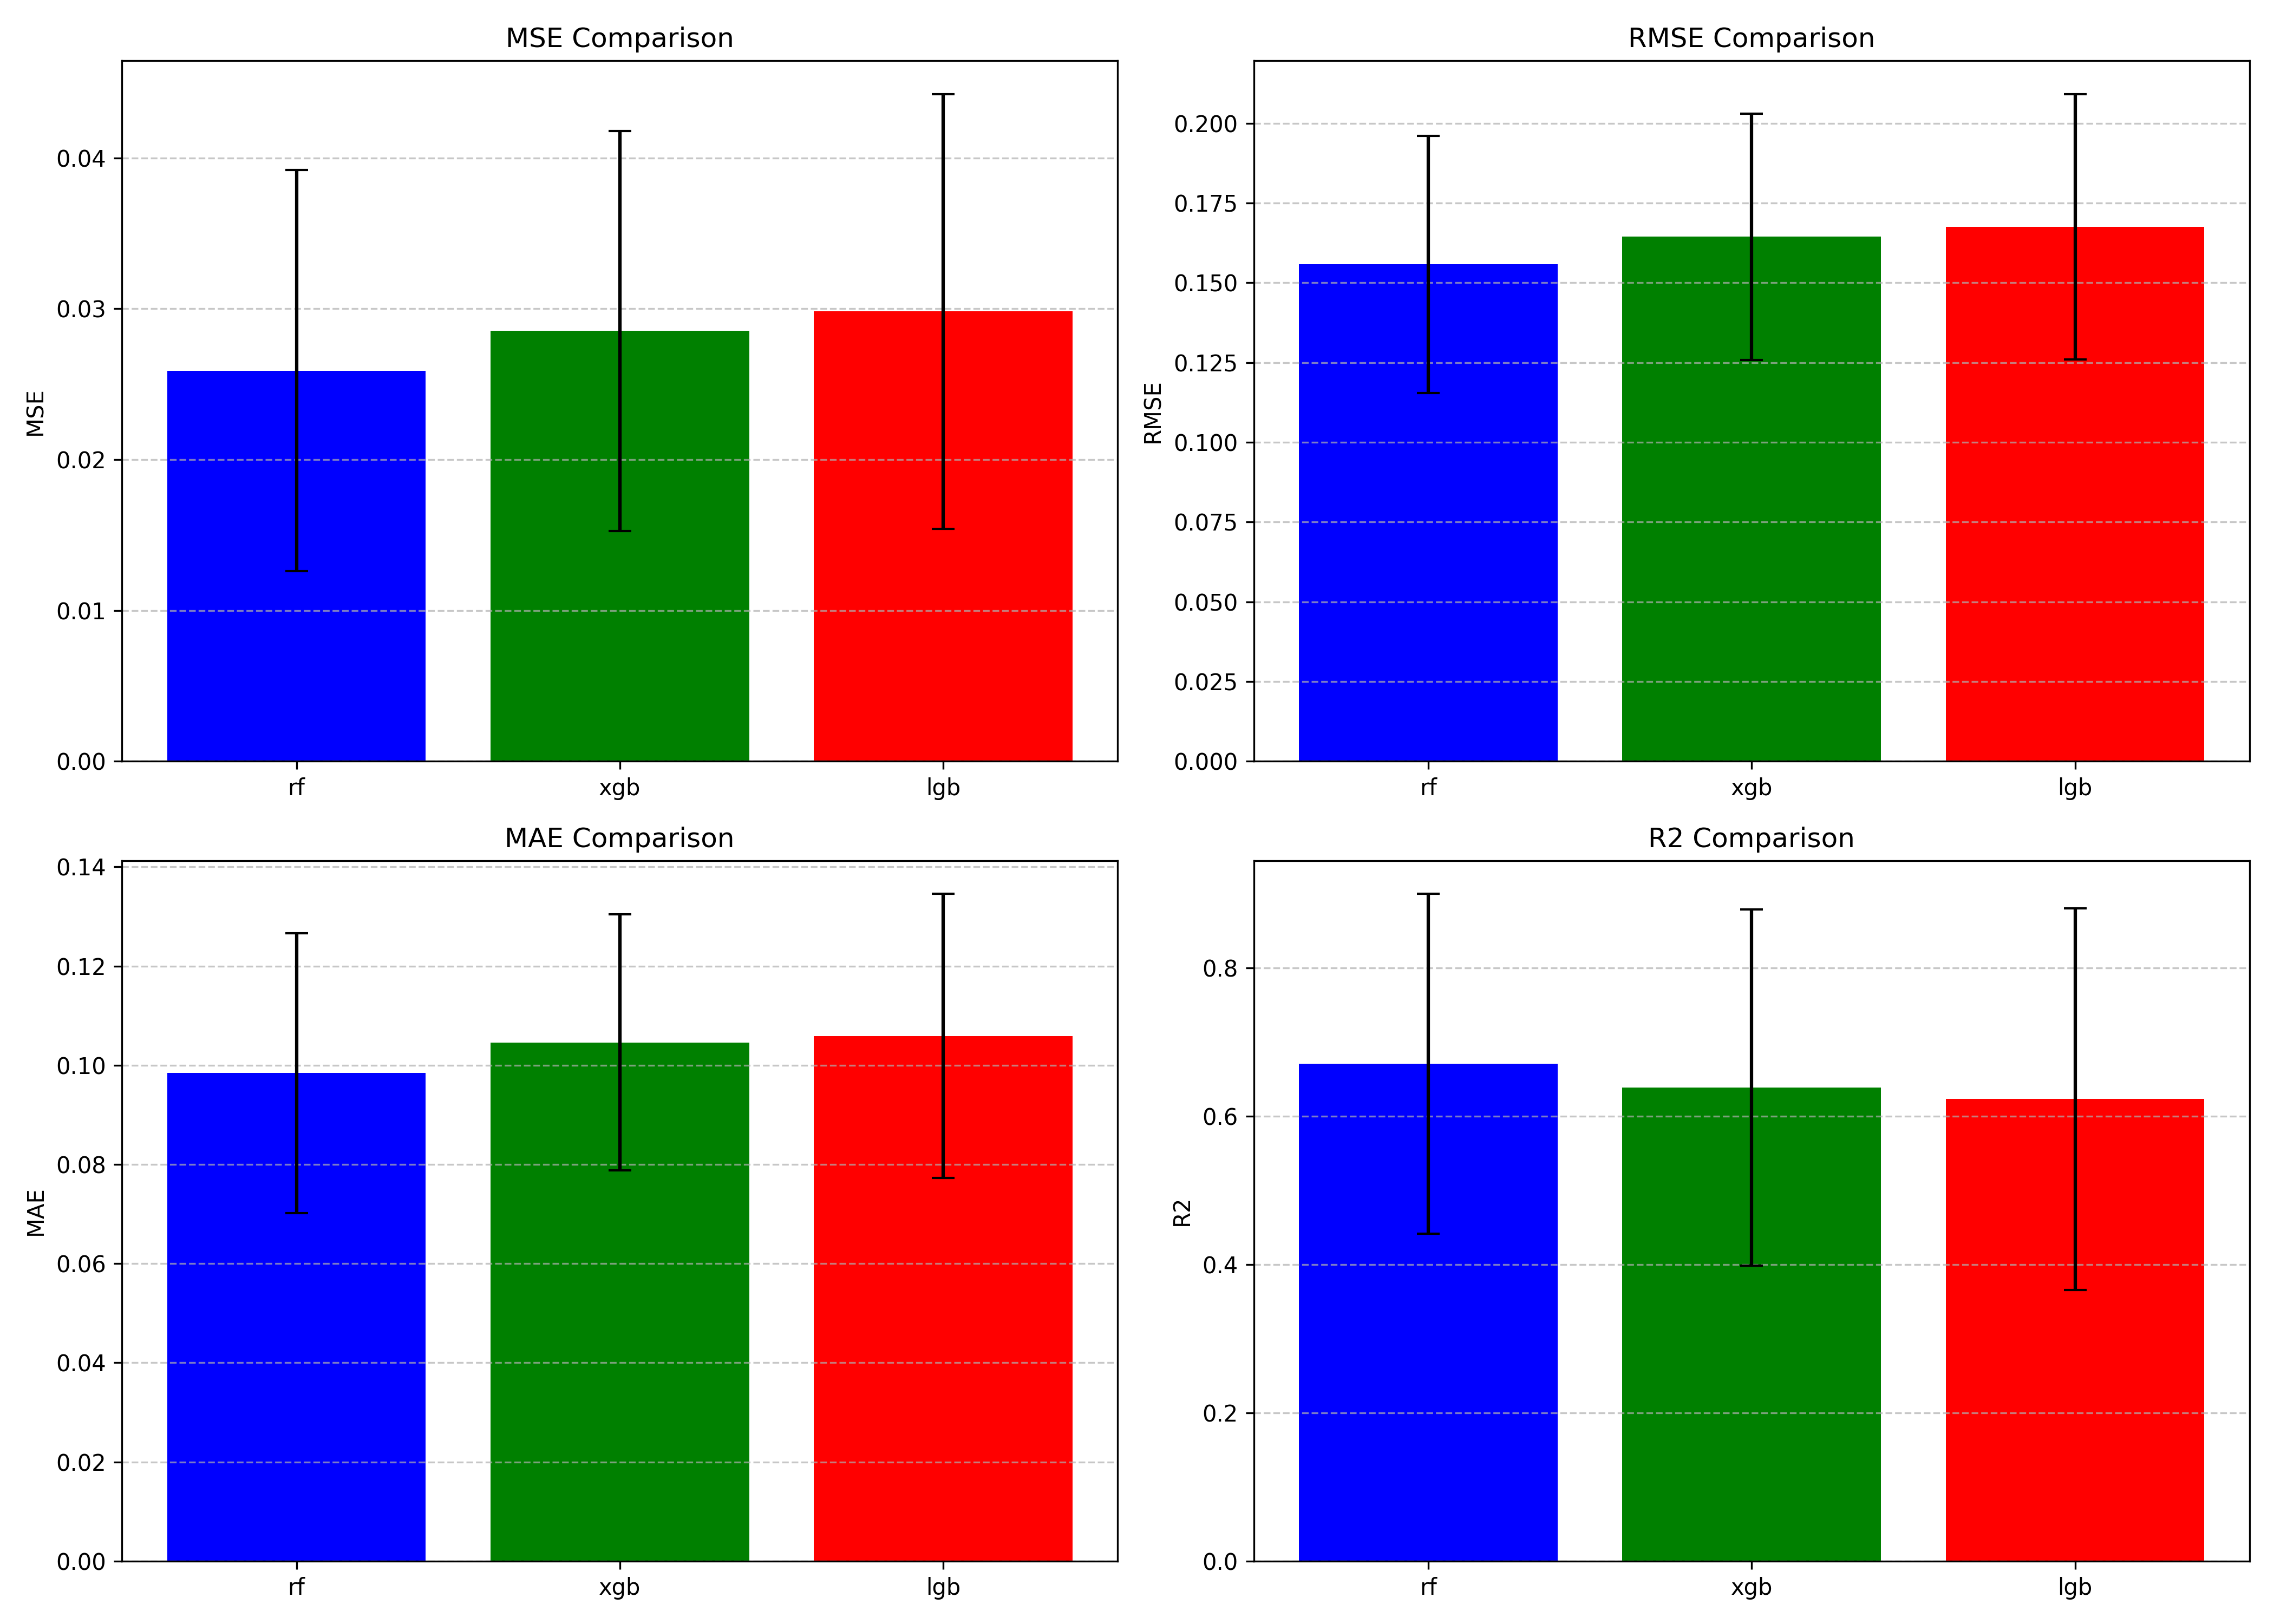 MSE Comparison
MSE
0.04
0.03
0.02
0.01
0.00
rf xgb lgb
RMSE Comparison
RMSE
0.200
0.175
0.150
0.125
0.100
0.075
0.050
0.025
0.000
rf xgb lgb
MAE Comparison
MAE
0.14
0.12
0.10
0.08
0.06
0.04
0.02
0.00
rf xgb lgb
R2 Comparison
R2
0.8
0.6
0.4
0.2
0.0
rf xgb lgb